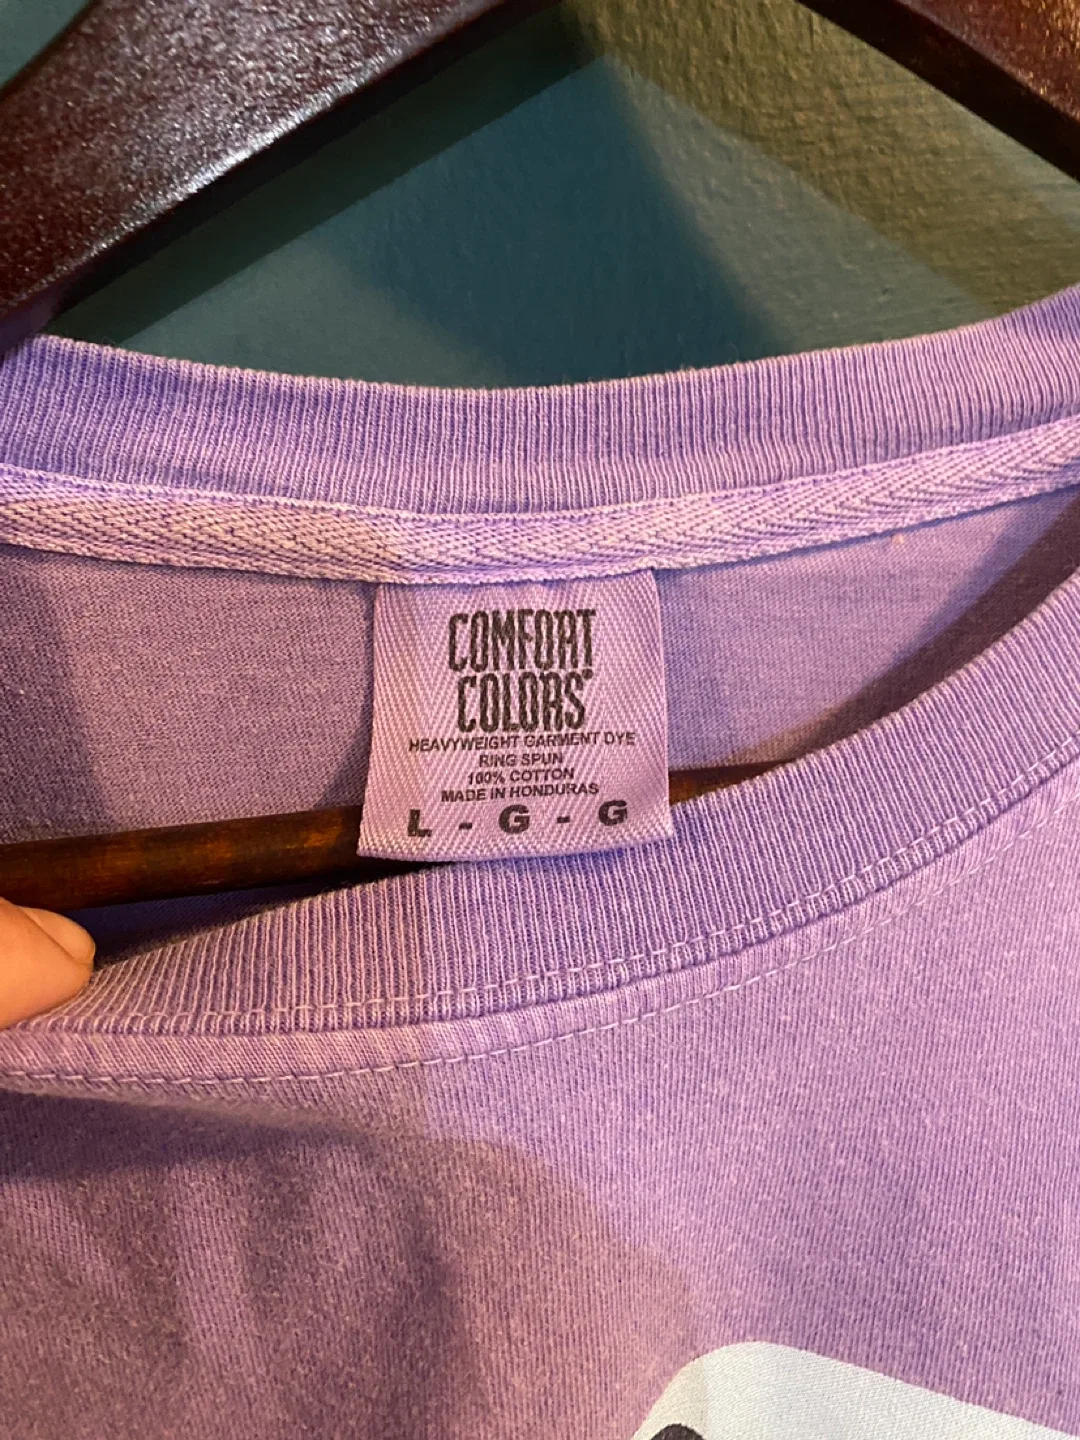 COMFORT
COLORS®
HEAVYWEIGHT GARMENT DYE
RING SPUN
100% COTTON
MADE IN HONDURAS
L - G - G